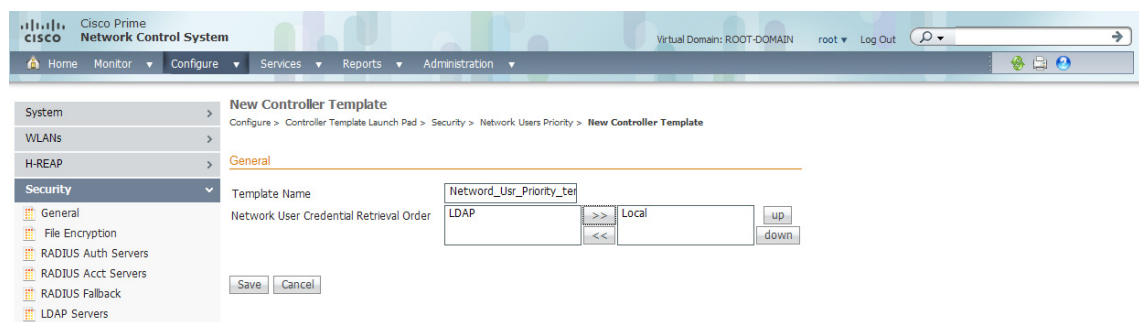 Cisco Prime
CISCO Network Control System
Virtual Domain: ROOT-DOMAIN root ▾ Log Out
Home Monitor ▾ Configure ▾ Services ▾ Reports ▾ Administration ▾
System >
WLANs >
H-REAP >
Security
General
File Encryption
RADIUS Auth Servers
RADIUS Acct Servers
RADIUS Fallback
LDAP Servers
New Controller Template
Configure > Controller Template Launch Pad > Security > Network Users Priority > New Controller Template
General
Template Name Netword_Usr_Priority_ter
Network User Credential Retrieval Order LDAP >> Local up
<< down
Save Cancel